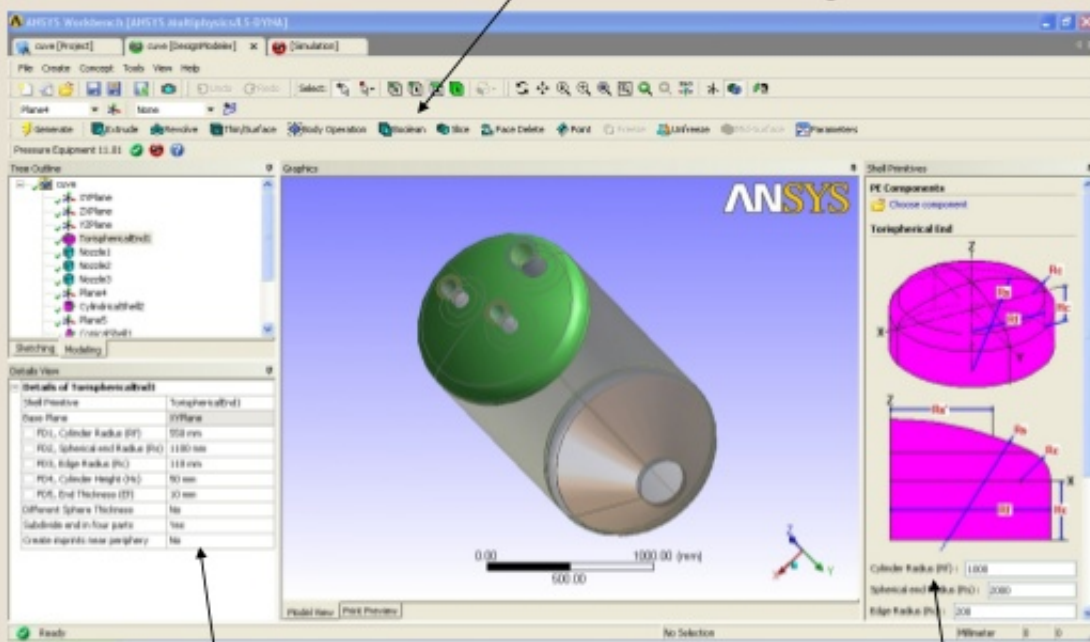 ANSYS Workbench [ANSYS Multiphysics/LS-DYNA]
cuve [Project] cuve [DesignModeler] x [Simulation]
File Create Concept Tools View Help
Undo Redo Select:
Plane4 None
Generate Extrude Revolve Thin/Surface Body Operation Boolean Slice Face Delete Point Freeze Unfreeze Mid-Surface Parameters
Pressure Equipment 11.01
Tree Outline
cuve
XYPlane
ZXPlane
YZPlane
TorisphericalEnd1
Nozzle1
Nozzle2
Nozzle3
Plane4
CylindricalShell2
Plane5
Sketching Modeling
Details View
Details of TorisphericalEnd1
Shell Primitive TorisphericalEnd1
Base Plane XYPlane
FD1, Cylinder Radius (Rf) 550 mm
FD2, Spherical end Radius (Rs) 1100 mm
FD3, Edge Radius (Rc) 110 mm
FD4, Cylinder Height (Hc) 50 mm
FD5, End Thickness (Ef) 10 mm
Different Sphere Thickness No
Subdivide end in four parts Yes
Create imprints near periphery No
Graphics
ANSYS
0.00 1000.00 (mm)
500.00
Z
X Y
Model View Print Preview
Shell Primitives
PE Components
Choose component
Torispherical End
Z
Rc
Rs
Rf
X
Y
Z
Rs
Rc
X
Rf
Cylinder Radius (Rf) : 1000
Spherical end Radius (Rs) : 2000
Edge Radius (Rc) : 200
Ready No Selection Millimeter 0 0